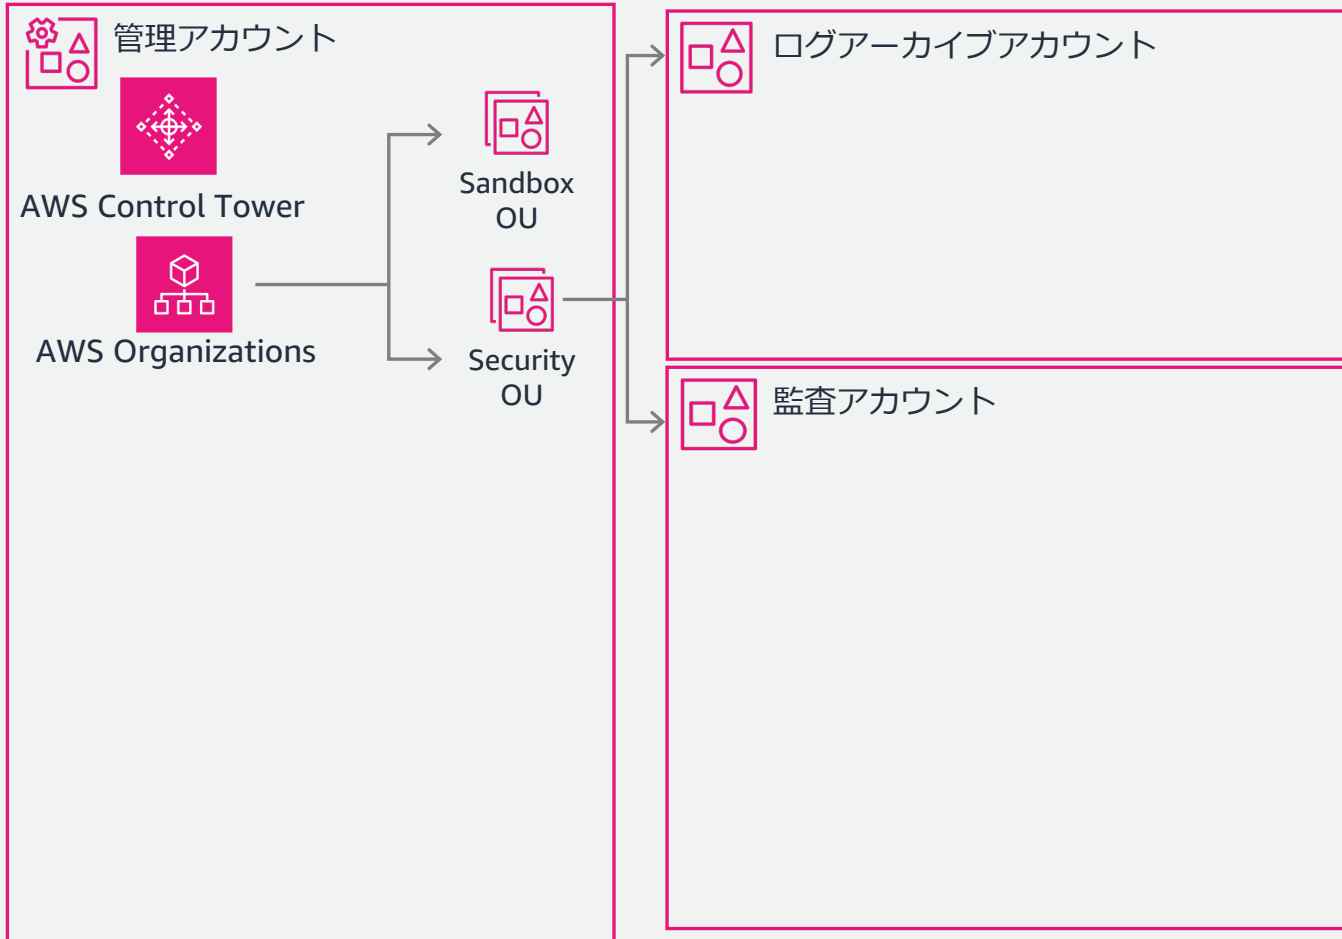 管理アカウント
AWS Control Tower
AWS Organizations
Sandbox
OU
Security
OU
ログアーカイブアカウント
監査アカウント